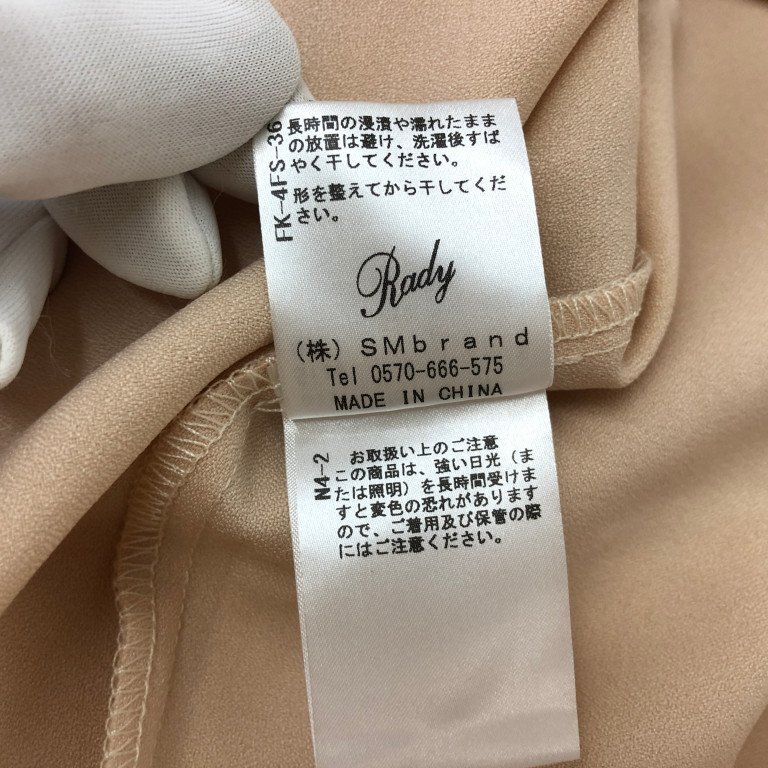 FK-4FS-36
長時間の浸漬や濡れたまま
の放置は避け、洗濯後すば
やく干してください。
形を整えてから干してくだ
さい。
Rady
(株) SMbrand
Tel 0570-666-575
MADE IN CHINA
N4-2
お取扱い上のご注意
この商品は、強い日光(ま
たは照明)を長時間受けま
すと変色の恐れがあります
ので、ご着用及び保管の際
にはご注意ください。